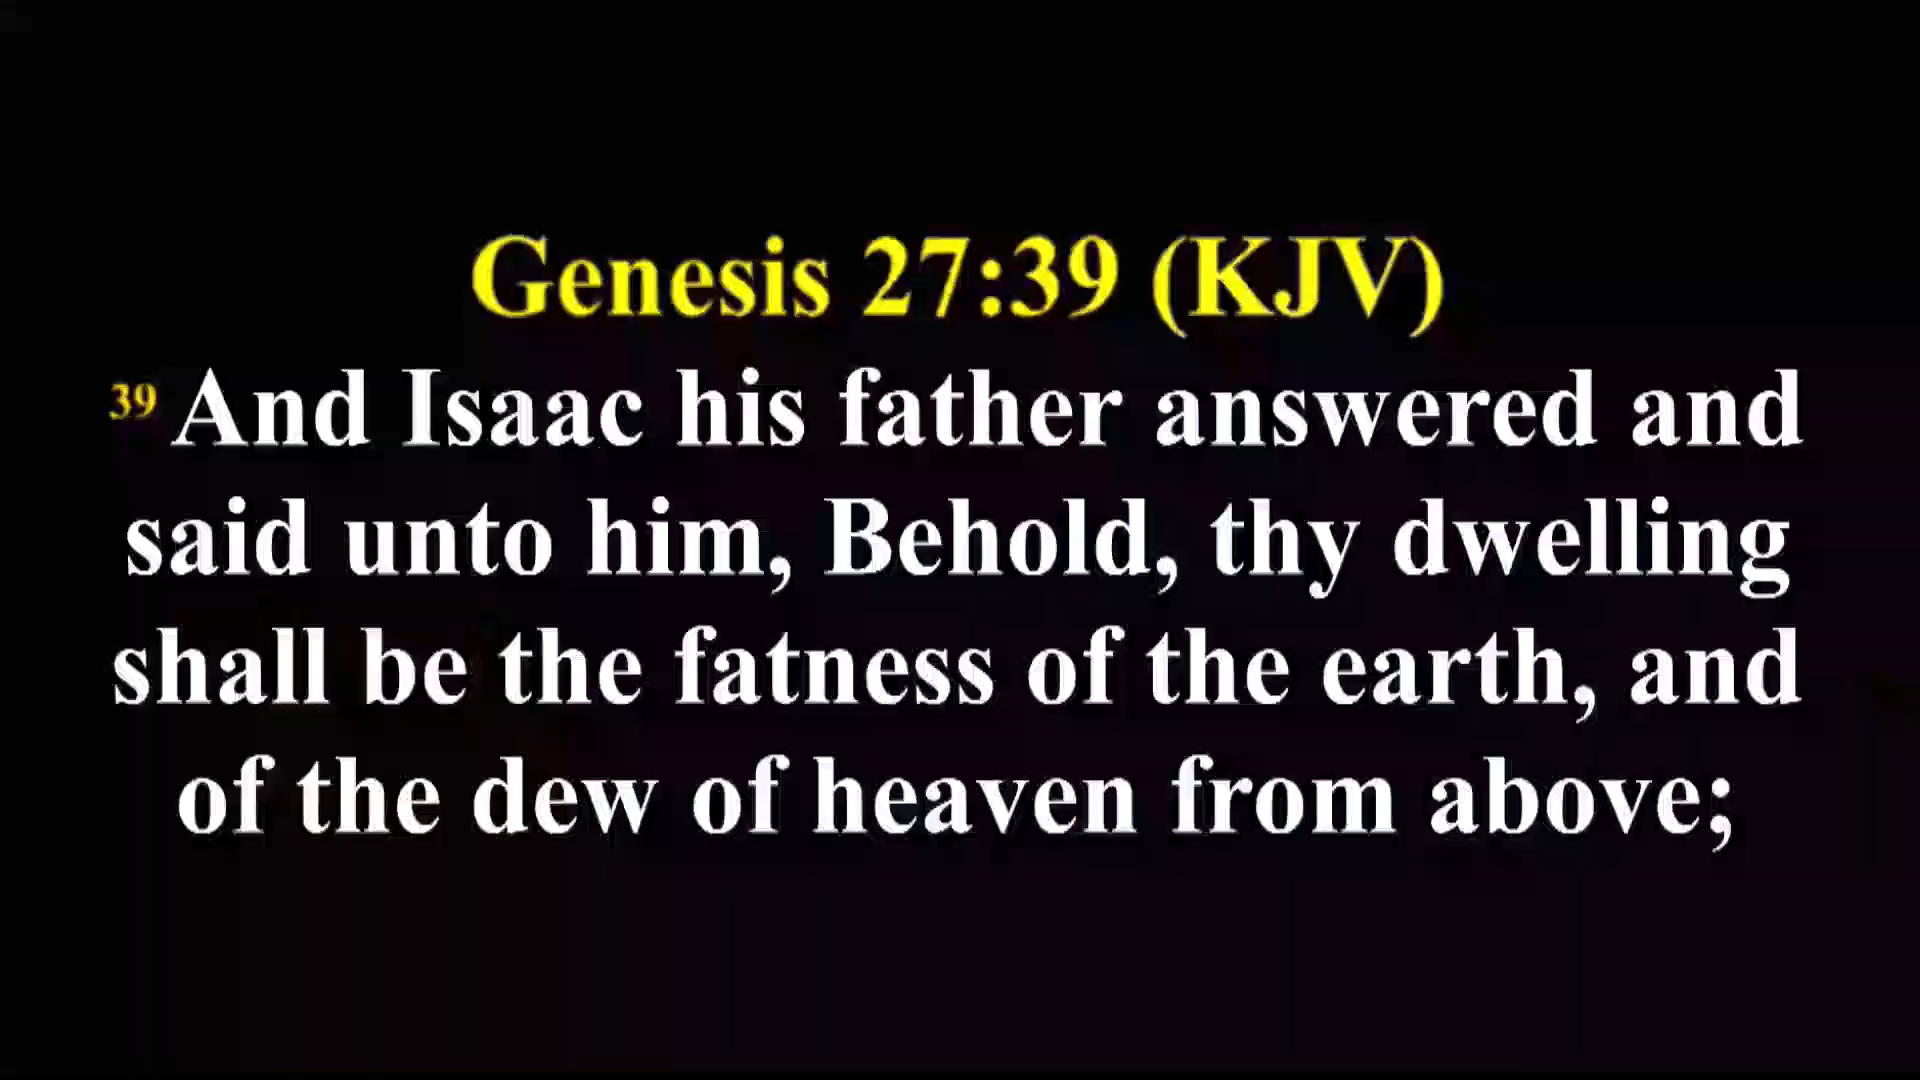 Genesis 27:39 (KJV)
39 And Isaac his father answered and
said unto him, Behold, thy dwelling
shall be the fatness of the earth, and
of the dew of heaven from above;